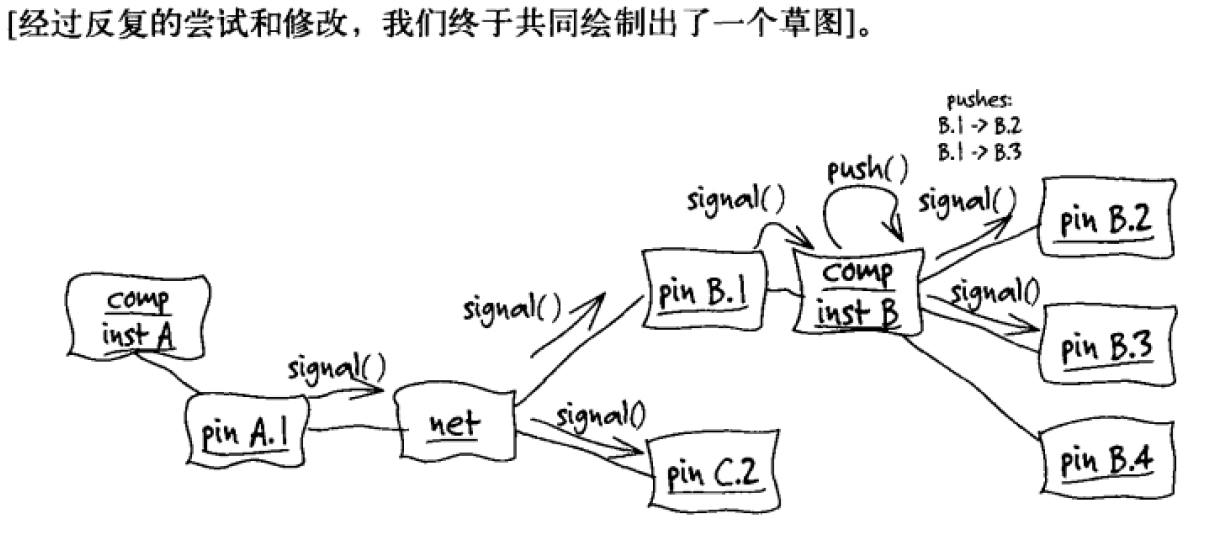 [经过反复的尝试和修改，我们终于共同绘制出了一个草图]。
pushes:
B.1 -> B.2
B.1 -> B.3
push()
signal()
signal()
pin B.2
comp
inst B
pin B.1
signal()
pin B.3
comp
inst A
signal()
signal()
pin A.1
net
signal()
pin C.2
pin B.4